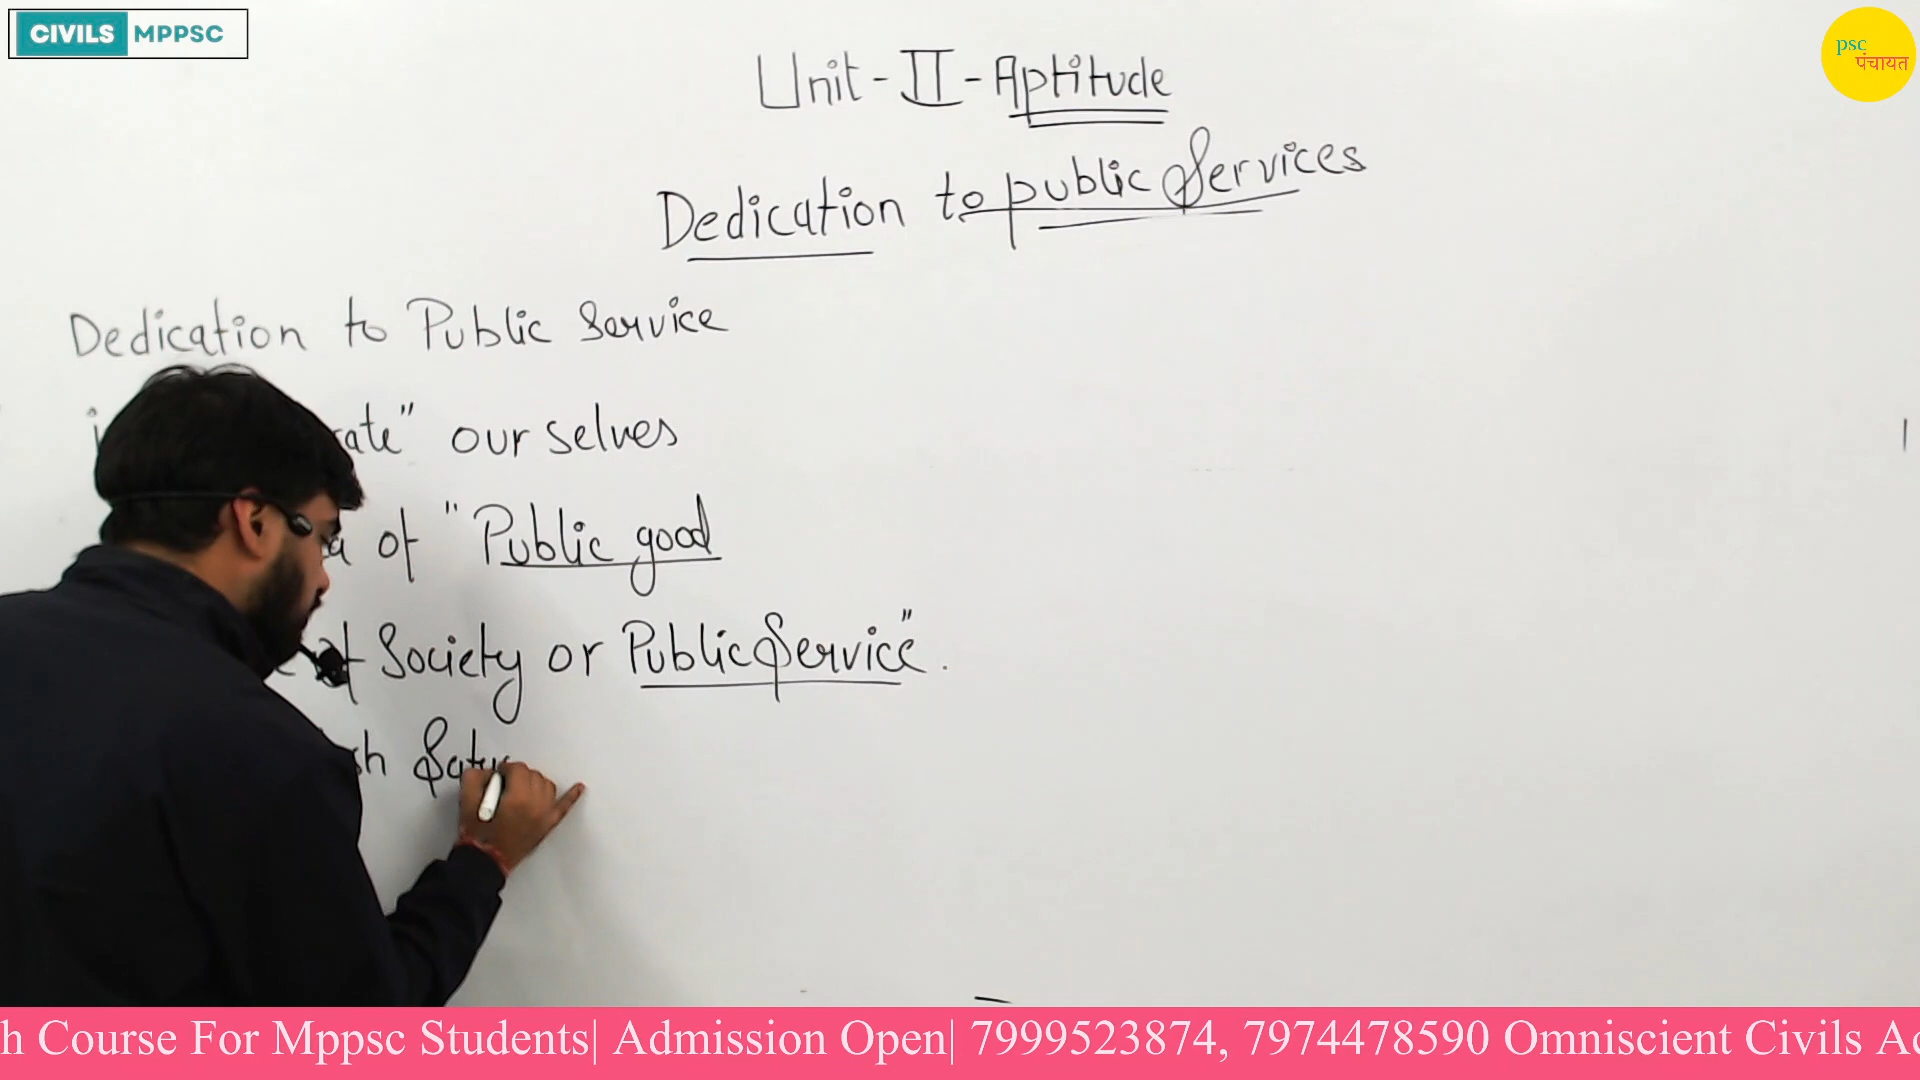 CIVILS MPPSC
psc
पंचायत
Unit - II - Aptitude
Dedication to public Services
Dedication to Public Service
our selves
of "Public good
Society or Public Service".
h Course For Mppsc Students| Admission Open| 7999523874, 7974478590 Omniscient Civils Ac